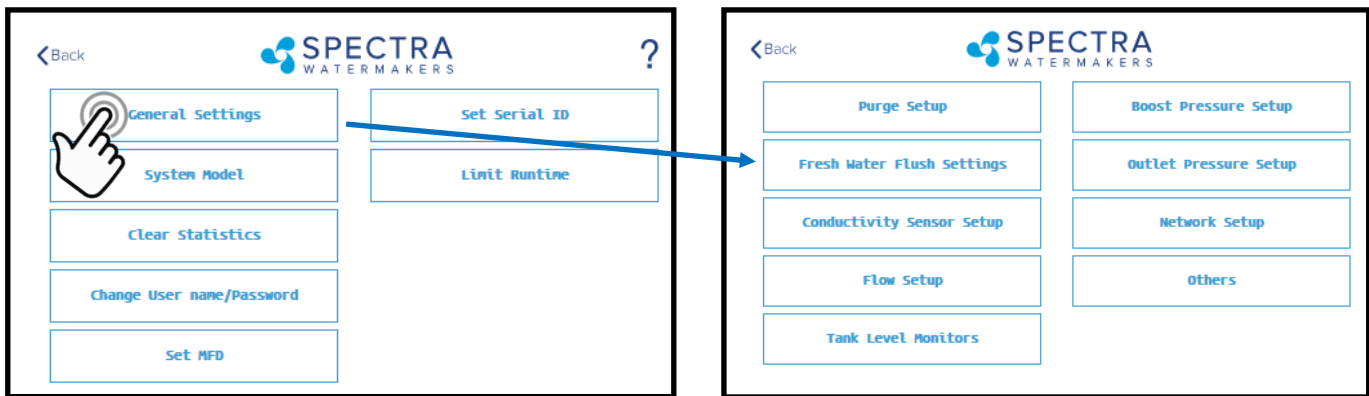 Back
SPECTRA
WATERMAKERS
?
General Settings
Set Serial ID
System Model
Limit Runtime
Clear Statistics
Change User name/Password
Set MFD
Back
SPECTRA
WATERMAKERS
Purge Setup
Boost Pressure Setup
Fresh Water Flush Settings
Outlet Pressure Setup
Conductivity Sensor Setup
Network Setup
Flow Setup
Others
Tank Level Monitors